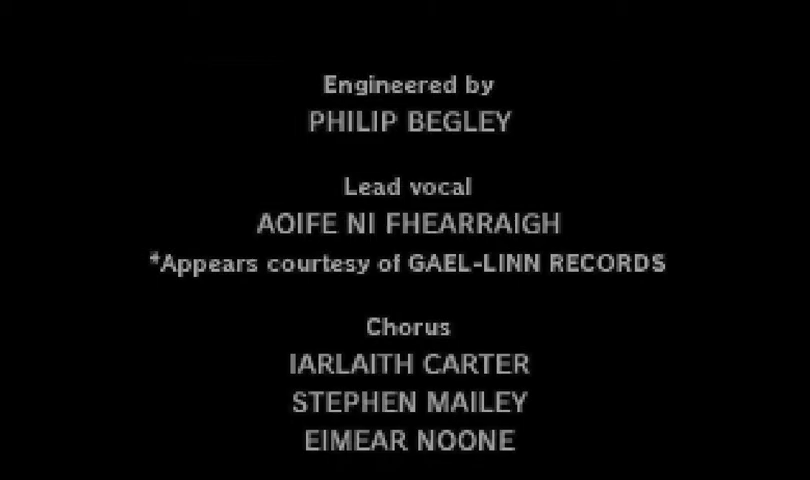 Engineered by
PHILIP BEGLEY
Lead vocal
AOIFE NI FHEARRAIGH
*Appears courtesy of GAEL-LINN RECORDS
Chorus
IARLAITH CARTER
STEPHEN MAILEY
EIMEAR NOONE